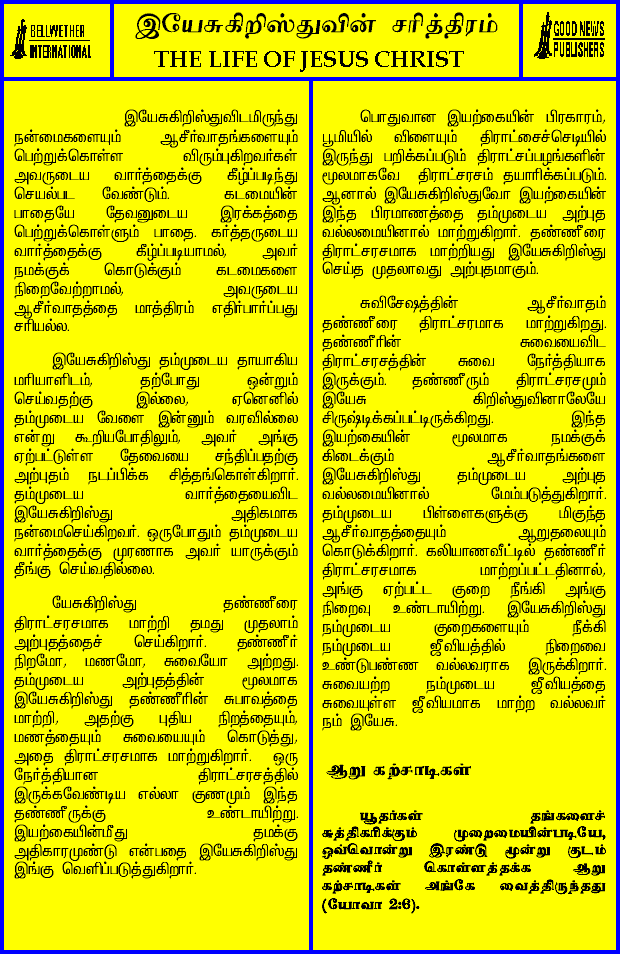 BELLWETHER
INTERNATIONAL
இயேசுகிறிஸ்துவின் சரித்திரம்
THE LIFE OF JESUS CHRIST
GOOD NEWS
PUBLISHERS
இயேசுகிறிஸ்துவிடமிருந்து
நன்மைகளையும் ஆசீர்வாதங்களையும்
பெற்றுக்கொள்ள விரும்புகிறவர்கள்
அவருடைய வார்த்தைக்கு கீழ்ப்படிந்து
செயல்பட வேண்டும். கடமையின்
பாதையே தேவனுடைய இரக்கத்தை
பெற்றுக்கொள்ளும் பாதை. கர்த்தருடைய
வார்த்தைக்கு கீழ்ப்படியாமல், அவர்
நமக்குக் கொடுக்கும் கடமைகளை
நிறைவேற்றாமல், அவருடைய
ஆசீர்வாதத்தை மாத்திரம் எதிர்பார்ப்பது
சரியல்ல.
இயேசுகிறிஸ்து தம்முடைய தாயாகிய
மரியாளிடம், தற்போது ஒன்றும்
செய்வதற்கு இல்லை, ஏனெனில்
தம்முடைய வேளை இன்னும் வரவில்லை
என்று கூறியபோதிலும், அவர் அங்கு
ஏற்பட்டுள்ள தேவையை சந்திப்பதற்கு
அற்புதம் நடப்பிக்க சித்தங்கொள்கிறார்.
தம்முடைய வார்த்தையைவிட
இயேசுகிறிஸ்து அதிகமாக
நன்மைசெய்கிறவர். ஒருபோதும் தம்முடைய
வார்த்தைக்கு முரணாக அவர் யாருக்கும்
தீங்கு செய்வதில்லை.
யேசுகிறிஸ்து தண்ணீரை
திராட்சரசமாக மாற்றி தமது முதலாம்
அற்புதத்தைச் செய்கிறார். தண்ணீர்
நிறமோ, மணமோ, சுவையோ அற்றது.
தம்முடைய அற்புதத்தின் மூலமாக
இயேசுகிறிஸ்து தண்ணீரின் சுபாவத்தை
மாற்றி, அதற்கு புதிய நிறத்தையும்,
மணத்தையும் சுவையையும் கொடுத்து,
அதை திராட்சரசமாக மாற்றுகிறார். ஒரு
நேர்த்தியான திராட்சரசத்தில்
இருக்கவேண்டிய எல்லா குணமும் இந்த
தண்ணீருக்கு உண்டாயிற்று.
இயற்கையின்மீது தமக்கு
அதிகாரமுண்டு என்பதை இயேசுகிறிஸ்து
இங்கு வெளிப்படுத்துகிறார்.
பொதுவான இயற்கையின் பிரகாரம்,
பூமியில் விளையும் திராட்சைச்செடியில்
இருந்து பறிக்கப்படும் திராட்சப்பழங்களின்
மூலமாகவே திராட்சரசம் தயாரிக்கப்படும்.
ஆனால் இயேசுகிறிஸ்துவோ இயற்கையின்
இந்த பிரமாணத்தை தம்முடைய அற்புத
வல்லமையினால் மாற்றுகிறார். தண்ணீரை
திராட்சரசமாக மாற்றியது இயேசுகிறிஸ்து
செய்த முதலாவது அற்புதமாகும்.
சுவிசேஷத்தின் ஆசீர்வாதம்
தண்ணீரை திராட்சரமாக மாற்றுகிறது.
தண்ணீரின் சுவையைவிட
திராட்சரசத்தின் சுவை நேர்த்தியாக
இருக்கும். தண்ணீரும் திராட்சரசமும்
இயேசு கிறிஸ்துவினாலேயே
சிருஷ்டிக்கப்பட்டிருக்கிறது. இந்த
இயற்கையின் மூலமாக நமக்குக்
கிடைக்கும் ஆசீர்வாதங்களை
இயேசுகிறிஸ்து தம்முடைய அற்புத
வல்லமையினால் மேம்படுத்துகிறார்.
தம்முடைய பிள்ளைகளுக்கு மிகுந்த
ஆசீர்வாதத்தையும் ஆறுதலையும்
கொடுக்கிறார். கலியாணவீட்டில் தண்ணீர்
திராட்சரசமாக மாற்றப்பட்டதினால்,
அங்கு ஏற்பட்ட குறை நீங்கி அங்கு
நிறைவு உண்டாயிற்று. இயேசுகிறிஸ்து
நம்முடைய குறைகளையும் நீக்கி
நம்முடைய ஜீவியத்தில் நிறைவை
உண்டுபண்ண வல்லவராக இருக்கிறார்.
சுவையற்ற நம்முடைய ஜீவியத்தை
சுவையுள்ள ஜீவியமாக மாற்ற வல்லவர்
நம் இயேசு.
ஆறு கற்சாடிகள்
யூதர்கள் தங்களைச்
சுத்திகரிக்கும் முறைமையின்படியே,
ஒவ்வொன்று இரண்டு மூன்று குடம்
தண்ணீர் கொள்ளத்தக்க ஆறு
கற்சாடிகள் அங்கே வைத்திருந்தது
(யோவா 2:6).